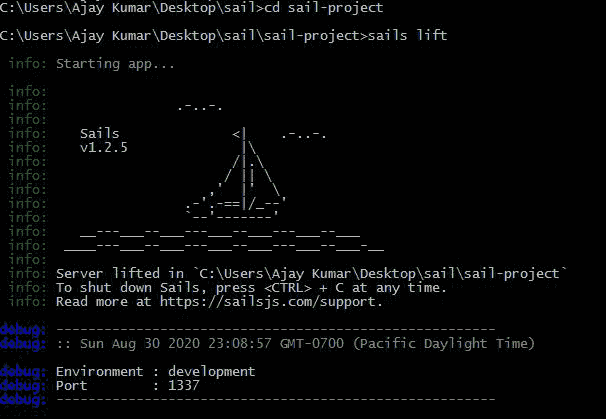 C:\Users\Ajay Kumar\Desktop\sail>cd sail-project
C:\Users\Ajay Kumar\Desktop\sail\sail-project>sails lift
info: Starting app...
info:
info:                .-..-.
info:
info:    Sails              <|    .-..-.
info:    v1.2.5              |\
info:                       /|.\
info:                      / || \
info:                    ,'  |'  \
info:                 .-'.-==|/_--'
info:                 `--'-------'
info:    __---___--___---___--___---___--___
info:  ____---___--___---___--___---___--___-__
info:
info: Server lifted in `C:\Users\Ajay Kumar\Desktop\sail\sail-project`
info: To shut down Sails, press <CTRL> + C at any time.
info: Read more at https://sailsjs.com/support.
debug: -------------------------------------------------------
debug: :: Sun Aug 30 2020 23:08:57 GMT-0700 (Pacific Daylight Time)
debug: Environment : development
debug: Port        : 1337
debug: -------------------------------------------------------